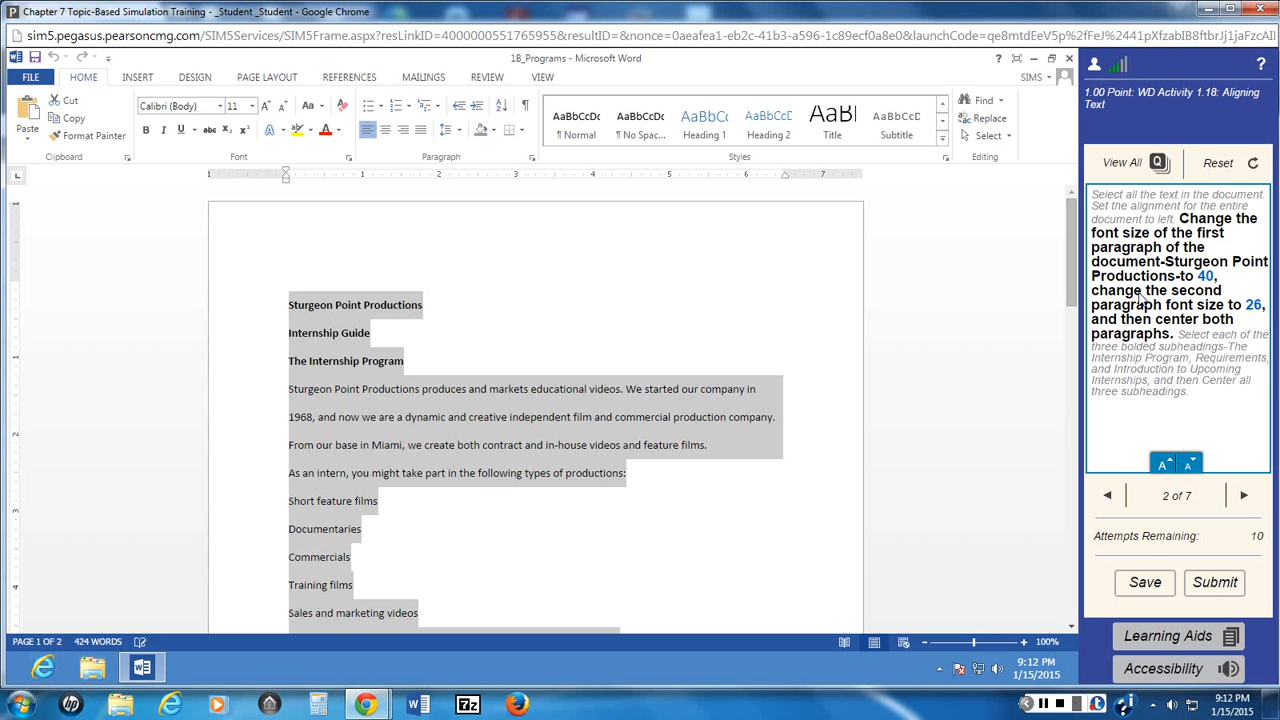 Chapter 7 Topic-Based Simulation Training - _Student _Student - Google Chrome
sim5.pegasus.pearsoncmg.com/SIM5Services/SIM5Frame.aspx?resLinkID=4000000551765955&resultID=&nonce=0eaefea1-eb2c-41b3-a596-1c89ecf0a8e0&launchCode=qe8mtdEeV5p%2fFeJ%2441pXfzabIB8ftbrJj1jaFzcAII
1B_Programs - Microsoft Word
FILE HOME INSERT DESIGN PAGE LAYOUT REFERENCES MAILINGS REVIEW VIEW SIMS
Paste Cut Copy Format Painter
Calibri (Body) 11
AaBbCcDc AaBbCcDc AaBbCc AaBbCcC AaBl AaBbCcC
¶ Normal ¶ No Spac... Heading 1 Heading 2 Title Subtitle
Find Replace Select
Clipboard Font Paragraph Styles Editing
Sturgeon Point Productions
Internship Guide
The Internship Program
Sturgeon Point Productions produces and markets educational videos. We started our company in
1968, and now we are a dynamic and creative independent film and commercial production company.
From our base in Miami, we create both contract and in-house videos and feature films.
As an intern, you might take part in the following types of productions:
Short feature films
Documentaries
Commercials
Training films
Sales and marketing videos
PAGE 1 OF 2 424 WORDS 100%
9:12 PM
1/15/2015
1.00 Point: WD Activity 1.18: Aligning
Text
View All Q Reset
Select all the text in the document.
Set the alignment for the entire
document to left. Change the
font size of the first
paragraph of the
document-Sturgeon Point
Productions-to 40,
change the second
paragraph font size to 26,
and then center both
paragraphs. Select each of the
three bolded subheadings-The
Internship Program, Requirements,
and Introduction to Upcoming
Internships, and then Center all
three subheadings.
A A
2 of 7
Attempts Remaining: 10
Save Submit
Learning Aids
Accessibility
9:12 PM
1/15/2015